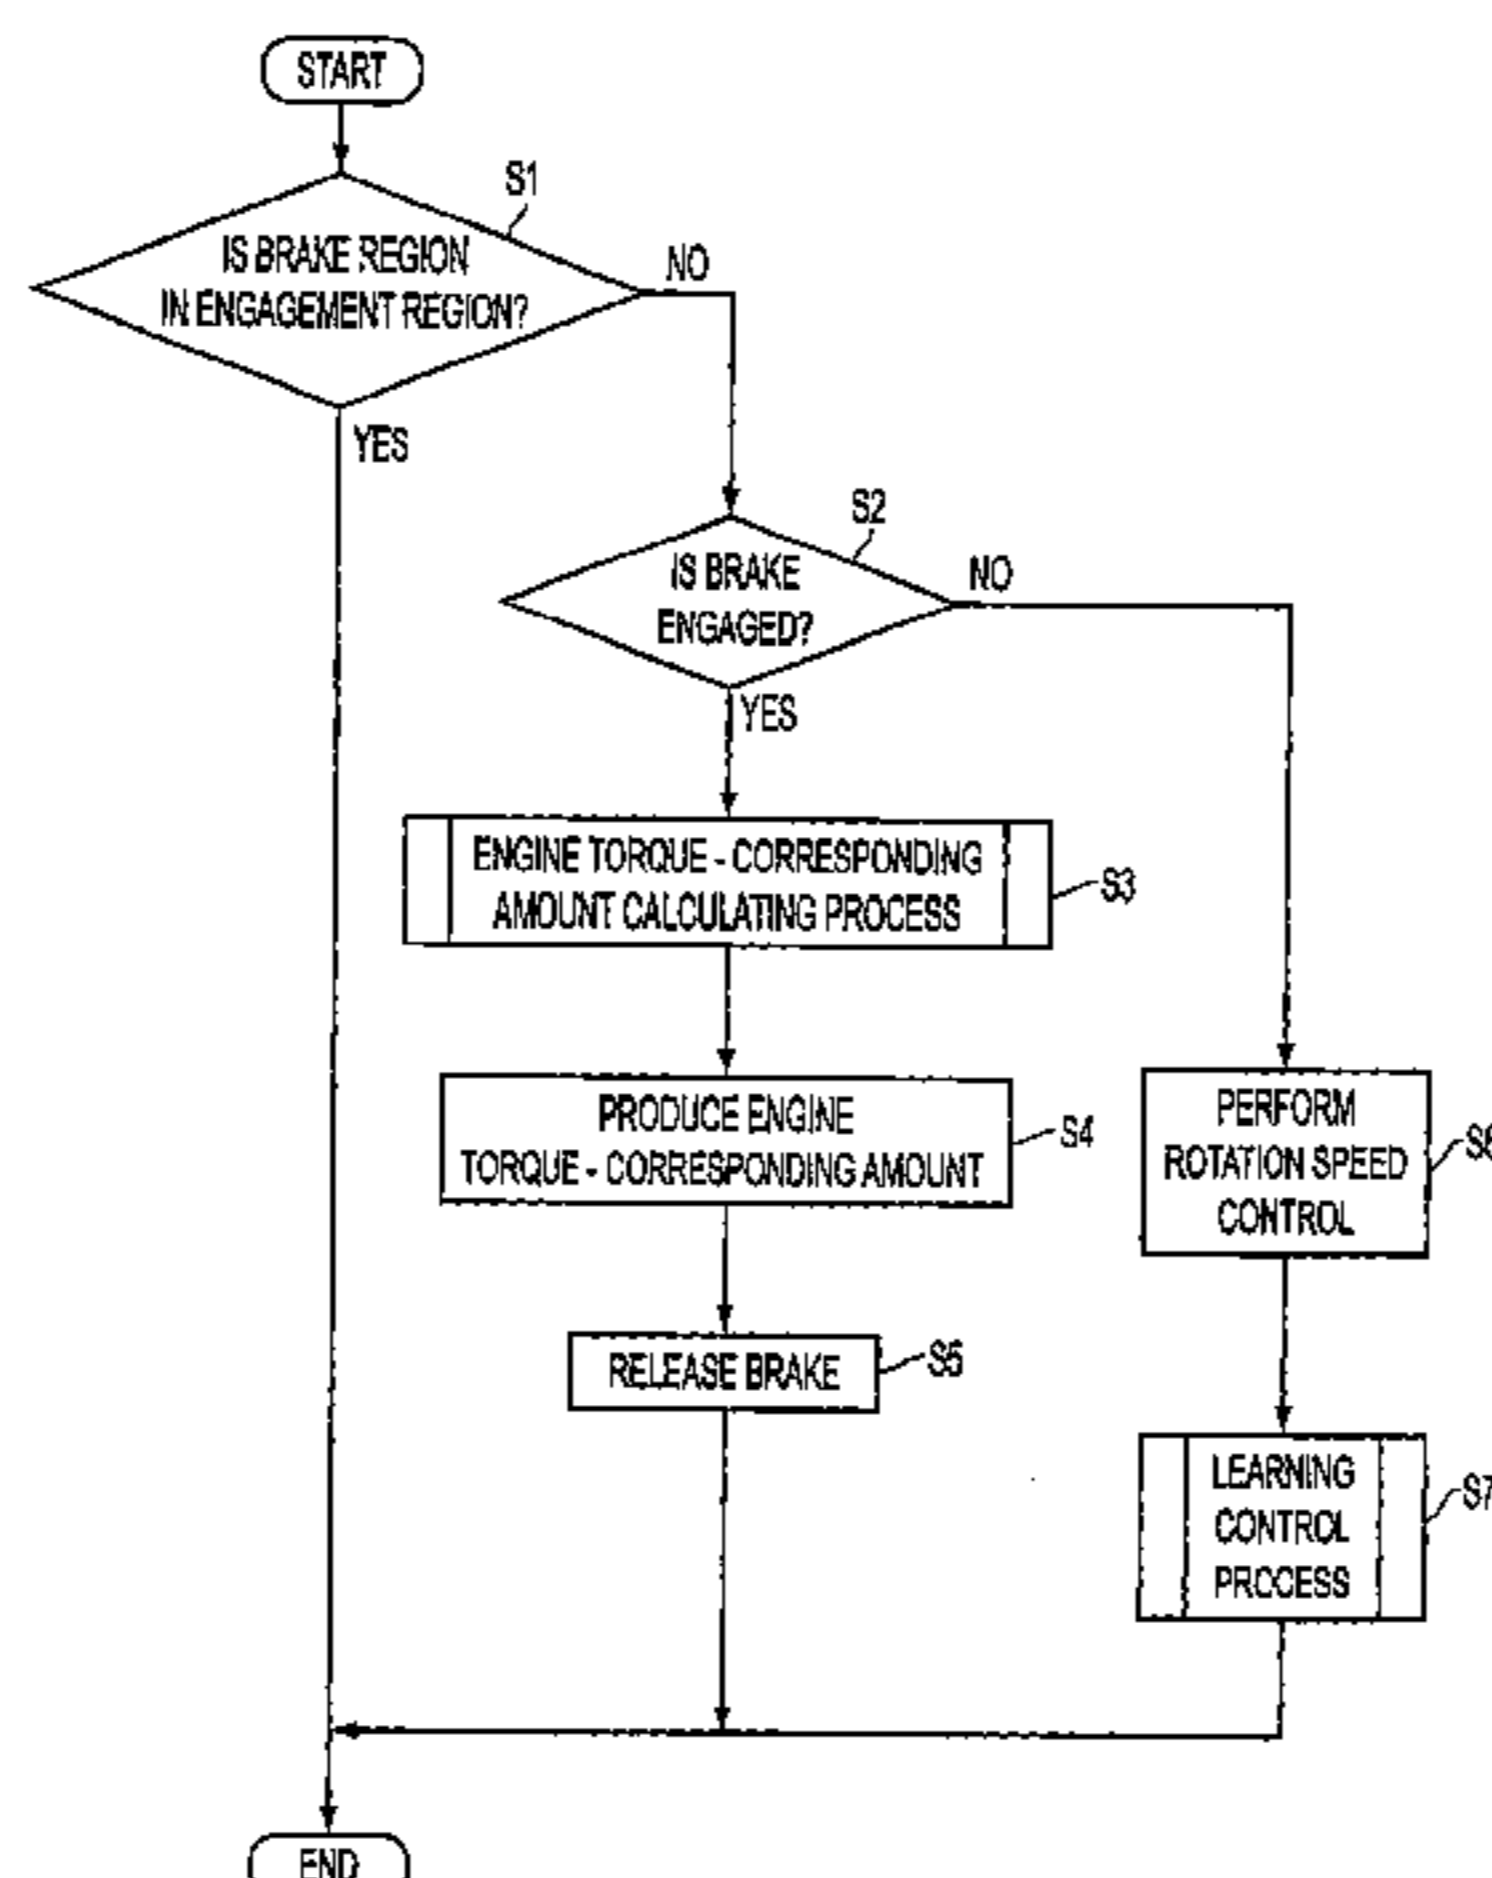 START
S1
IS BRAKE REGION
IN ENGAGEMENT REGION?
NO
YES
S2
IS BRAKE
ENGAGED?
NO
YES
ENGINE TORQUE - CORRESPONDING
AMOUNT CALCULATING PROCESS
S3
PRODUCE ENGINE
TORQUE - CORRESPONDING AMOUNT
S4
PERFORM
ROTATION SPEED
CONTROL
S6
RELEASE BRAKE
S5
LEARNING
CONTROL
PROCESS
S7
END